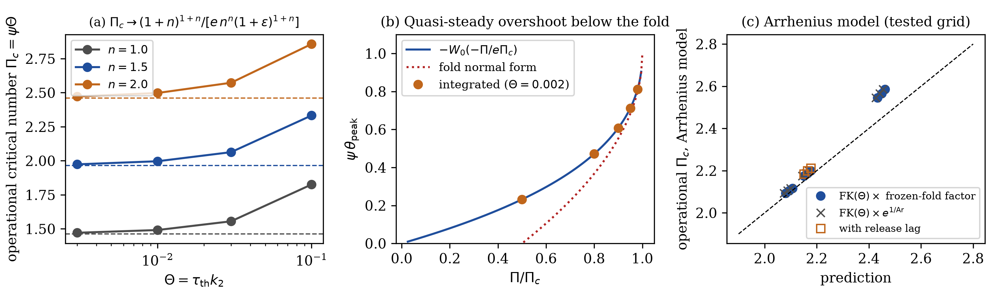 (a) Π_c → (1 + n)^{1+n}/[e n^n(1 + ε)^{1+n}]
operational critical number Π_c = ψΘ
n = 1.0
n = 1.5
n = 2.0
2.75
2.50
2.25
2.00
1.75
1.50
10^{-2}
10^{-1}
Θ = τ_{th}k_2
(b) Quasi-steady overshoot below the fold
ψθ_{peak}
−W_0(−Π/eΠ_c)
fold normal form
integrated (Θ = 0.002)
1.0
0.8
0.6
0.4
0.2
0.0
0.0 0.2 0.4 0.6 0.8 1.0
Π/Π_c
(c) Arrhenius model (tested grid)
operational Π_c, Arrhenius model
2.8
2.6
2.4
2.2
2.0
FK(Θ) × frozen-fold factor
FK(Θ) × e^{1/Ar}
with release lag
2.0 2.2 2.4 2.6 2.8
prediction